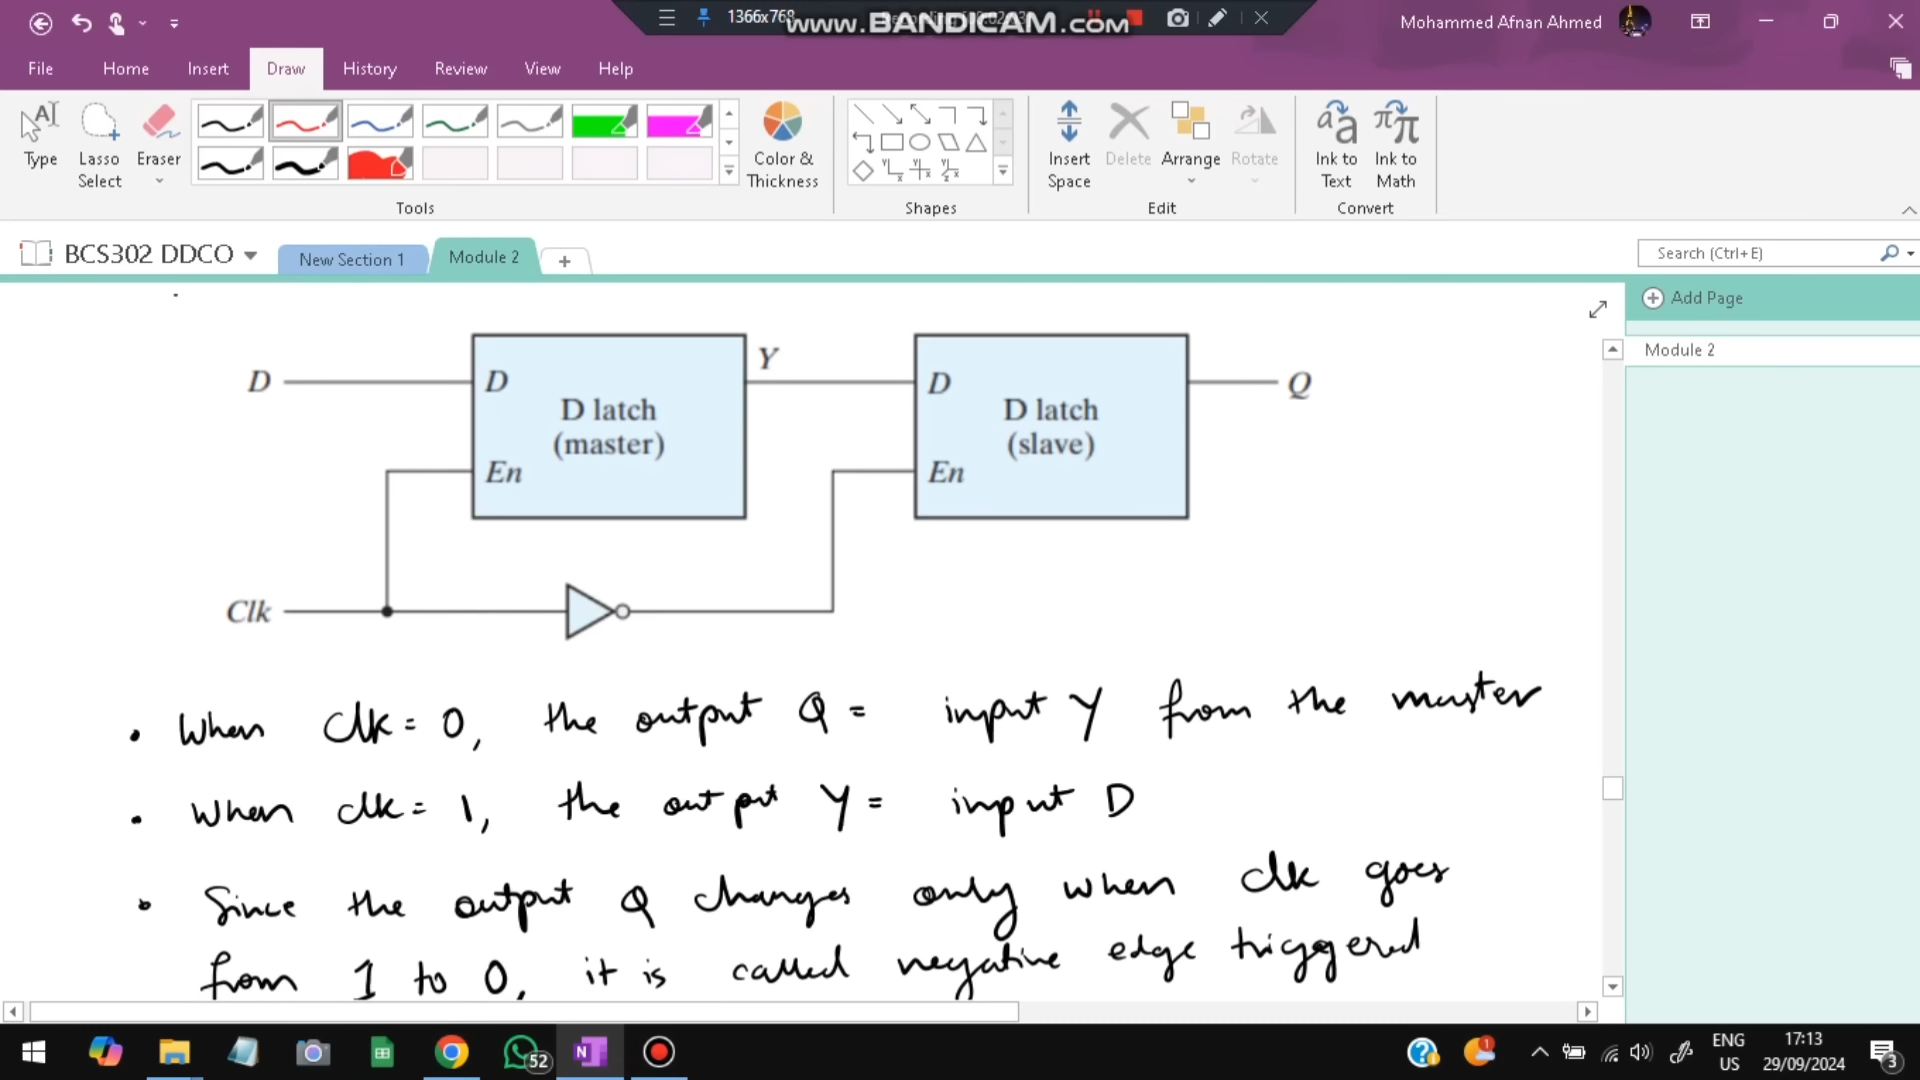 1366x768
www.BANDICAM.com
Mohammed Afnan Ahmed
File Home Insert Draw History Review View Help
Type
Lasso Select
Eraser
Color & Thickness
Insert Space
Delete
Arrange
Rotate
Ink to Text
Ink to Math
Tools
Shapes
Edit
Convert
BCS302 DDCO
New Section 1
Module 2
Search (Ctrl+E)
Add Page
Module 2
D D D latch (master) En Y
D D latch (slave) En Q
Clk
• When clk = 0, the output Q = input Y from the master
• When clk = 1, the output Y = input D
• Since the output Q changes only when clk goes
from 1 to 0, it is called negative edge triggered
52
1
ENG US
17:13
29/09/2024
3